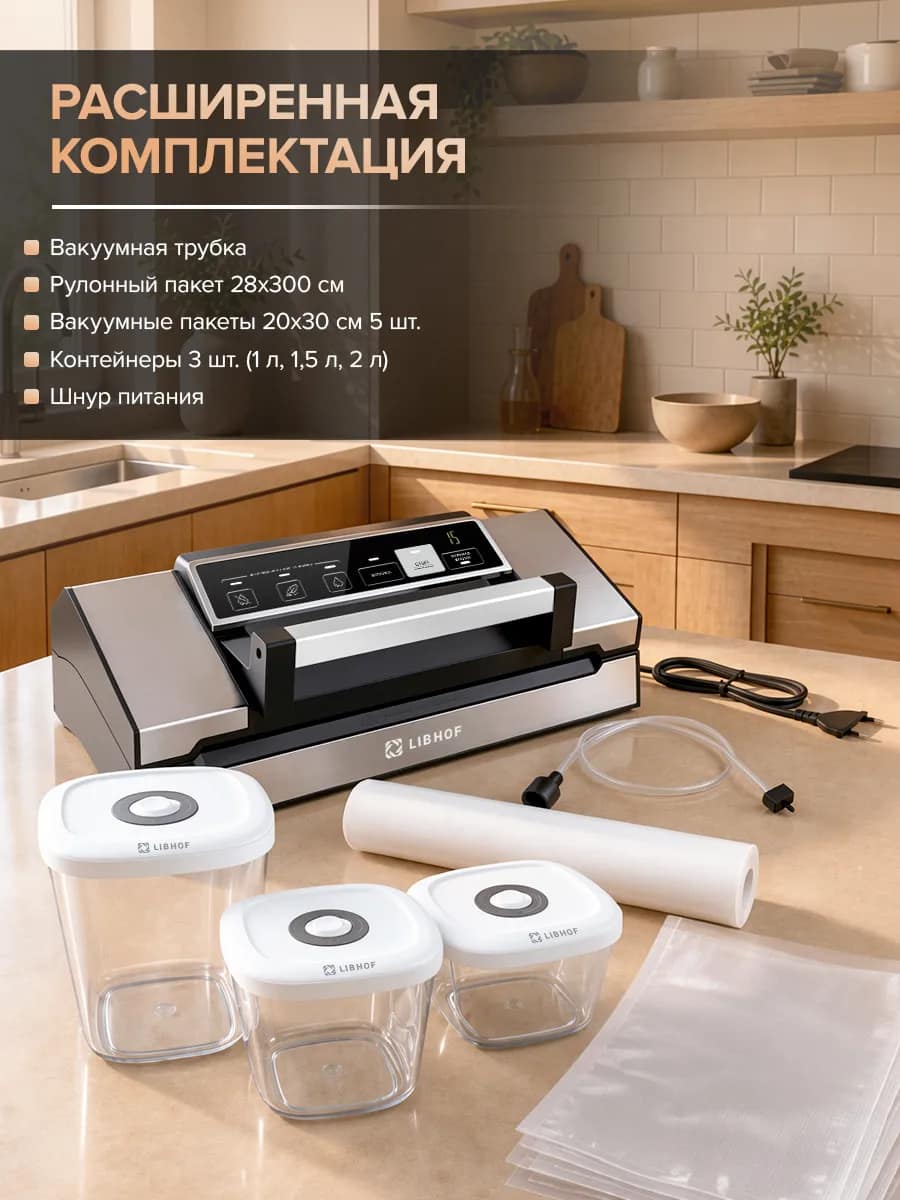 РАСШИРЕННАЯ
КОМПЛЕКТАЦИЯ
Вакуумная трубка
Рулонный пакет 28х300 см
Вакуумные пакеты 20х30 см 5 шт.
Контейнеры 3 шт. (1 л, 1,5 л, 2 л)
Шнур питания
15
LIBHOF
LIBHOF
LIBHOF
LIBHOF